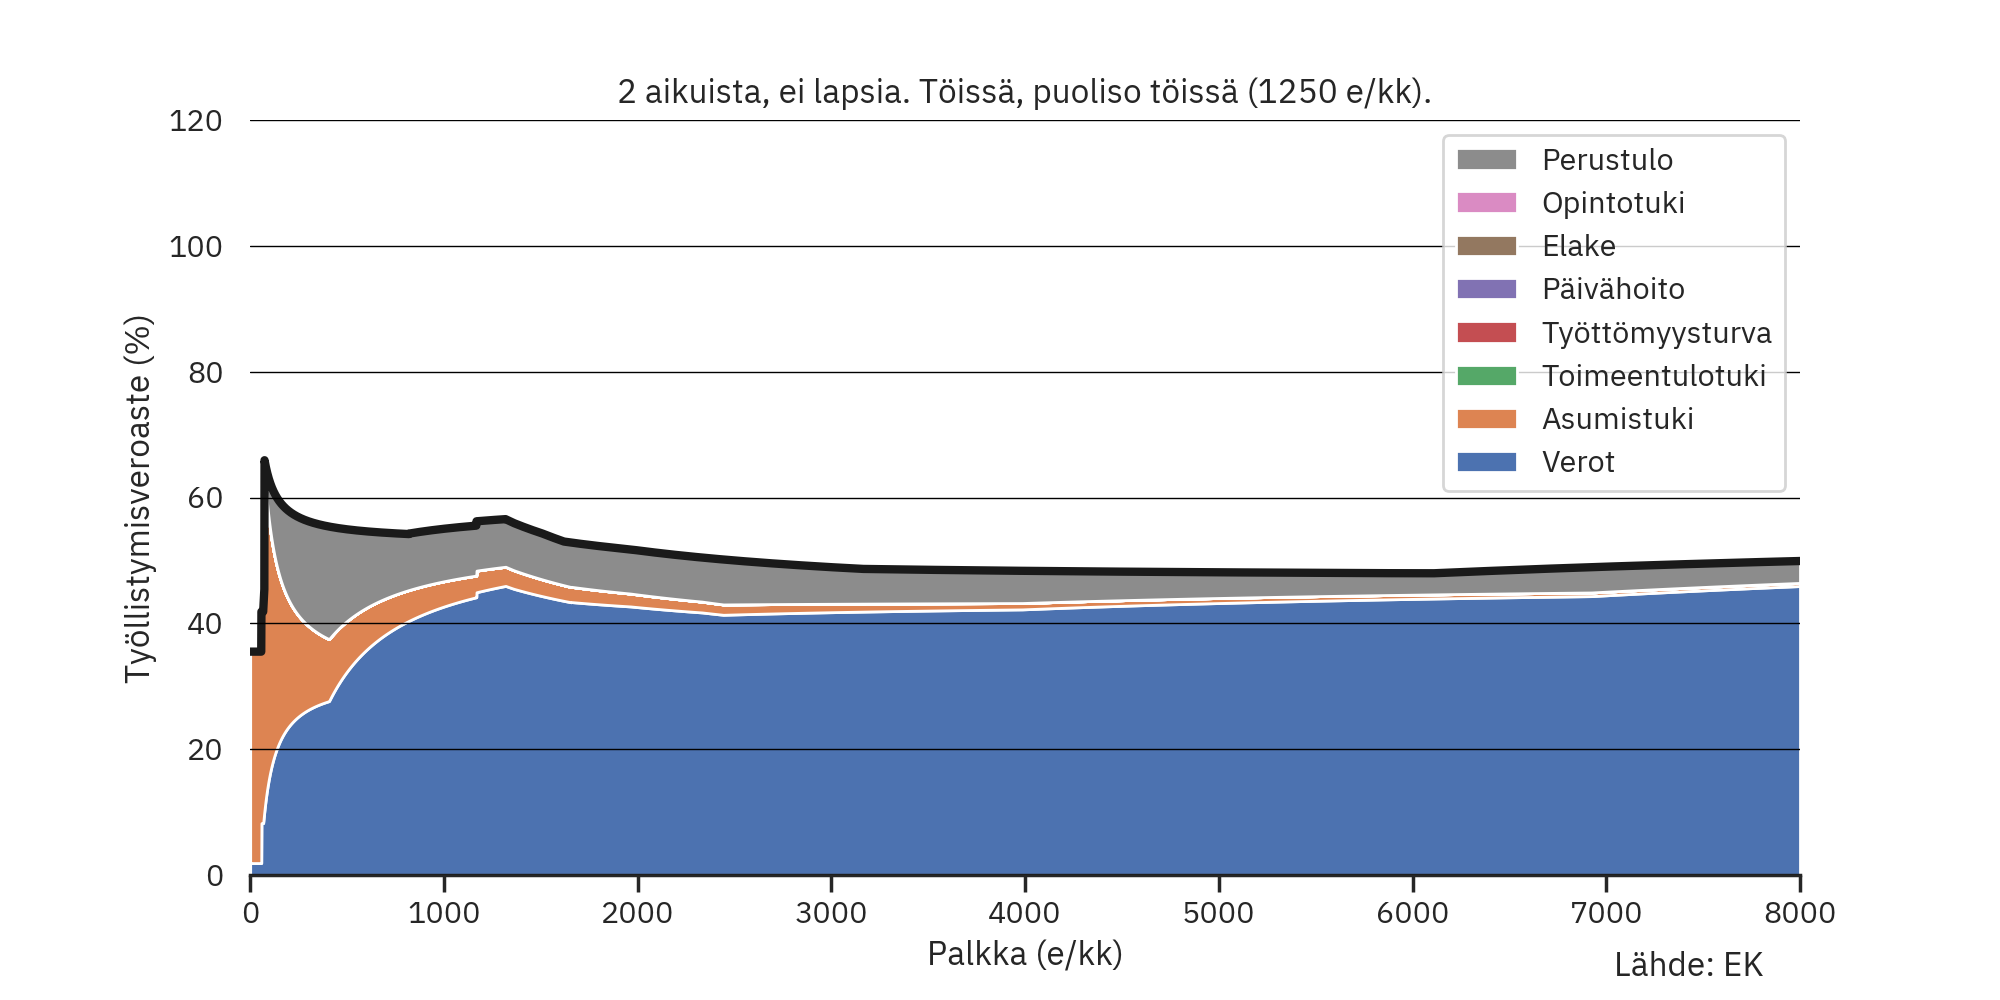 2 aikuista, ei lapsia. Töissä, puoliso töissä (1250 e/kk).
120
100
80
60
40
20
0
Työllistymisveroaste (%)
Perustulo
Opintotuki
Elake
Päivähoito
Työttömyysturva
Toimeentulotuki
Asumistuki
Verot
0 1000 2000 3000 4000 5000 6000 7000 8000
Palkka (e/kk)
Lähde: EK